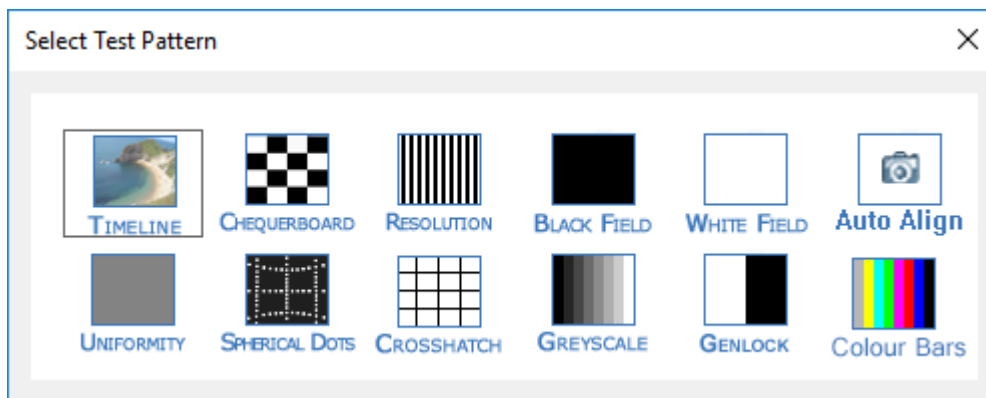 Select Test Pattern
TIMELINE CHEQUERBOARD RESOLUTION BLACK FIELD WHITE FIELD Auto Align
UNIFORMITY SPHERICAL DOTS CROSSHATCH GREYSCALE GENLOCK Colour Bars